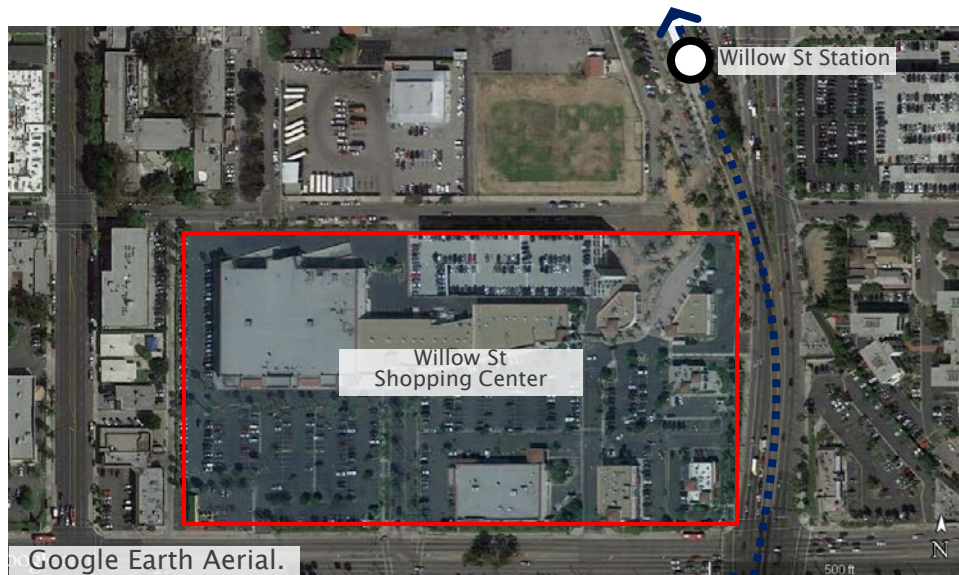 Willow St Station
Willow St
Shopping Center
Google Earth Aerial.
N
500 ft